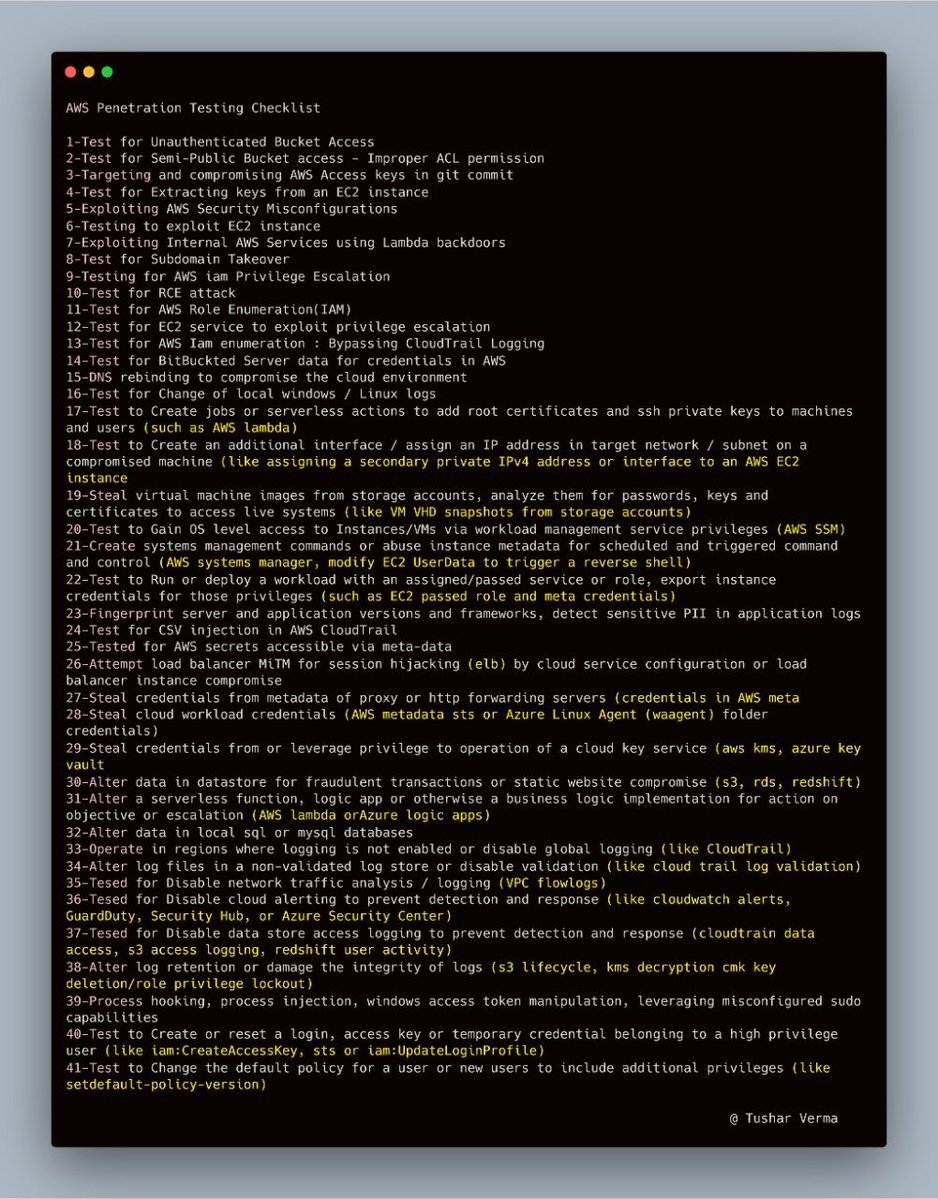 AWS Penetration Testing Checklist
1-Test for Unauthenticated Bucket Access
2-Test for Semi-Public Bucket access - Improper ACL permission
3-Targeting and compromising AWS Access keys in git commit
4-Test for Extracting keys from an EC2 instance
5-Exploiting AWS Security Misconfigurations
6-Testing to exploit EC2 instance
7-Exploiting Internal AWS Services using Lambda backdoors
8-Test for Subdomain Takeover
9-Testing for AWS iam Privilege Escalation
10-Test for RCE attack
11-Test for AWS Role Enumeration(IAM)
12-Test for EC2 service to exploit privilege escalation
13-Test for AWS Iam enumeration : Bypassing CloudTrail Logging
14-Test for BitBuckted Server data for credentials in AWS
15-DNS rebinding to compromise the cloud environment
16-Test for Change of local windows / Linux logs
17-Test to Create jobs or serverless actions to add root certificates and ssh private keys to machines
and users (such as AWS lambda)
18-Test to Create an additional interface / assign an IP address in target network / subnet on a
compromised machine (like assigning a secondary private IPv4 address or interface to an AWS EC2
instance
19-Steal virtual machine images from storage accounts, analyze them for passwords, keys and
certificates to access live systems (like VM VHD snapshots from storage accounts)
20-Test to Gain OS level access to Instances/VMs via workload management service privileges (AWS SSM)
21-Create systems management commands or abuse instance metadata for scheduled and triggered command
and control (AWS systems manager, modify EC2 UserData to trigger a reverse shell)
22-Test to Run or deploy a workload with an assigned/passed service or role, export instance
credentials for those privileges (such as EC2 passed role and meta credentials)
23-Fingerprint server and application versions and frameworks, detect sensitive PII in application logs
24-Test for CSV injection in AWS CloudTrail
25-Tested for AWS secrets accessible via meta-data
26-Attempt load balancer MiTM for session hijacking (elb) by cloud service configuration or load
balancer instance compromise
27-Steal credentials from metadata of proxy or http forwarding servers (credentials in AWS meta
28-Steal cloud workload credentials (AWS metadata sts or Azure Linux Agent (waagent) folder
credentials)
29-Steal credentials from or leverage privilege to operation of a cloud key service (aws kms, azure key
vault
30-Alter data in datastore for fraudulent transactions or static website compromise (s3, rds, redshift)
31-Alter a serverless function, logic app or otherwise a business logic implementation for action on
objective or escalation (AWS lambda orAzure logic apps)
32-Alter data in local sql or mysql databases
33-Operate in regions where logging is not enabled or disable global logging (like CloudTrail)
34-Alter log files in a non-validated log store or disable validation (like cloud trail log validation)
35-Tesed for Disable network traffic analysis / logging (VPC flowlogs)
36-Tesed for Disable cloud alerting to prevent detection and response (like cloudwatch alerts,
GuardDuty, Security Hub, or Azure Security Center)
37-Tesed for Disable data store access logging to prevent detection and response (cloudtrain data
access, s3 access logging, redshift user activity)
38-Alter log retention or damage the integrity of logs (s3 lifecycle, kms decryption cmk key
deletion/role privilege lockout)
39-Process hooking, process injection, windows access token manipulation, leveraging misconfigured sudo
capabilities
40-Test to Create or reset a login, access key or temporary credential belonging to a high privilege
user (like iam:CreateAccessKey, sts or iam:UpdateLoginProfile)
41-Test to Change the default policy for a user or new users to include additional privileges (like
setdefault-policy-version)
@ Tushar Verma